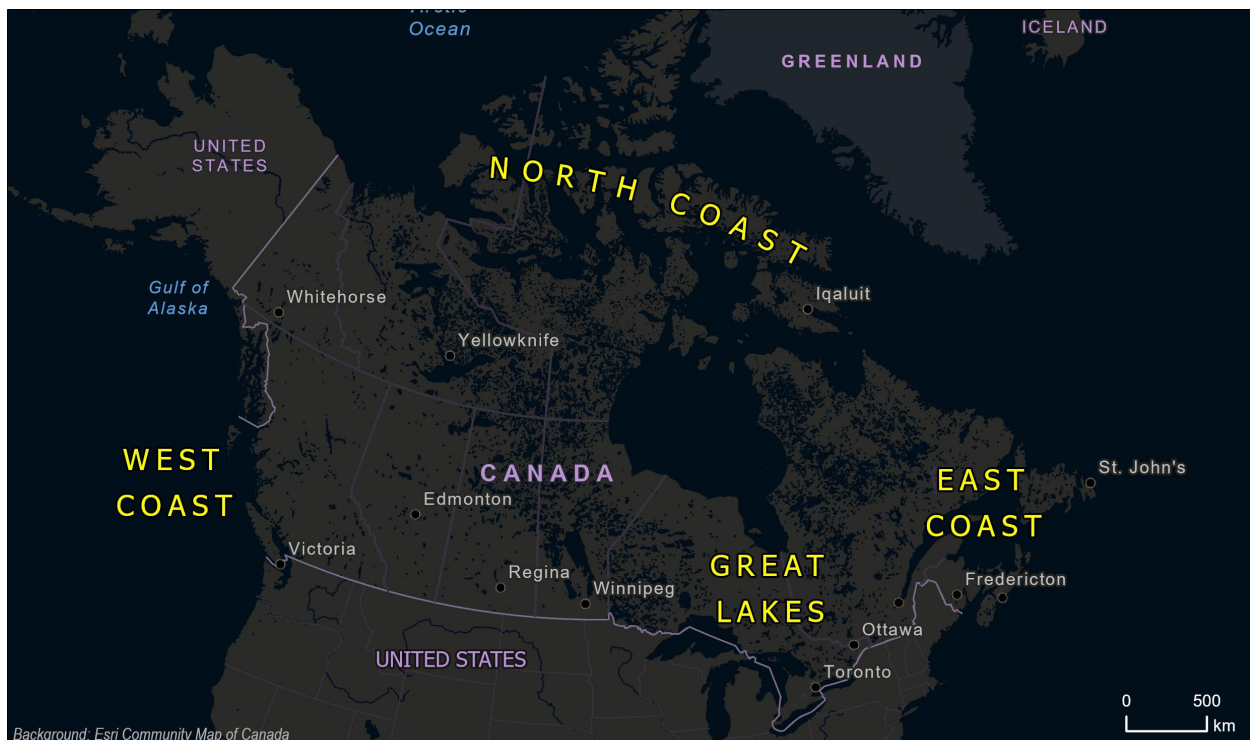 Arctic
Ocean
ICELAND
GREENLAND
UNITED
STATES
NORTH COAST
Gulf of
Alaska
Whitehorse
Iqaluit
Yellowknife
WEST
COAST
CANADA
St. John's
EAST
COAST
Edmonton
Victoria
GREAT
LAKES
Regina
Winnipeg
Fredericton
Ottawa
UNITED STATES
Toronto
0 500
km
Background: Esri Community Map of Canada